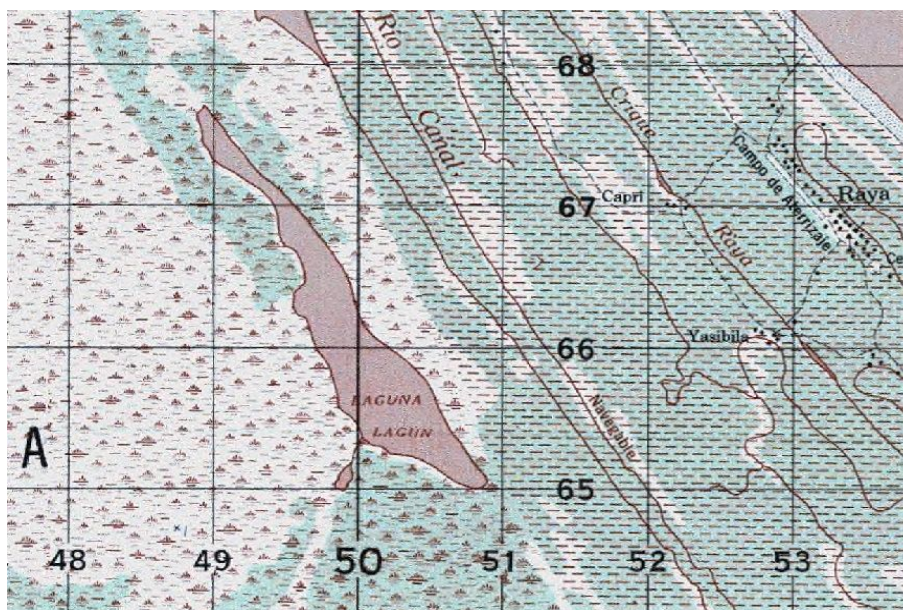 Río
68
Crique
Canal
Campo de Aterrizaje
Capri
67
Raya
Raya
Yasibila
66
LAGUNA
LAGUN
Navegable
A
65
48
49
50
51
52
53